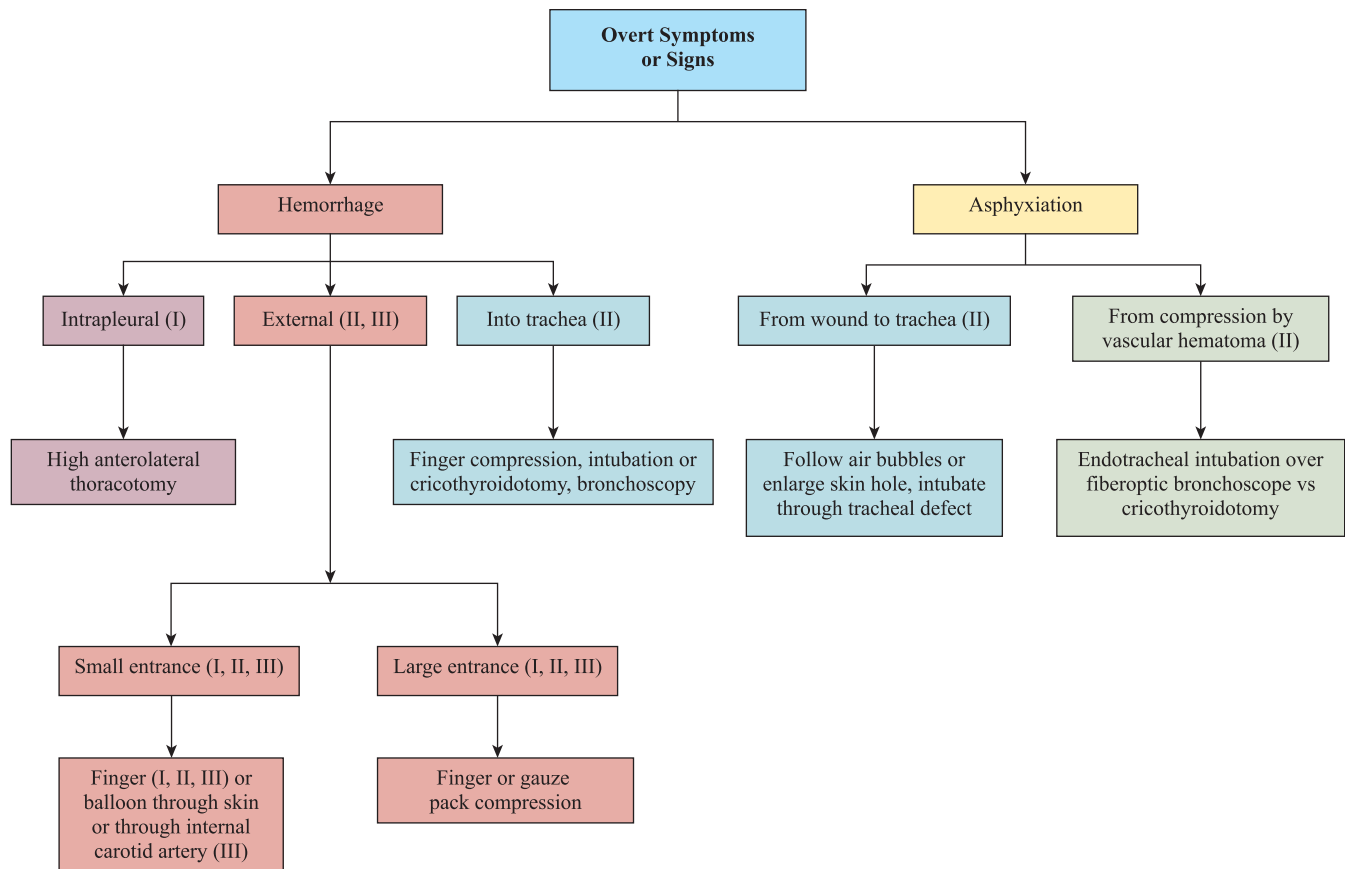 Overt Symptoms
or Signs
Hemorrhage
Asphyxiation
Intrapleural (I)
External (II, III)
Into trachea (II)
From wound to trachea (II)
From compression by
vascular hematoma (II)
High anterolateral
thoracotomy
Finger compression, intubation or
cricothyroidotomy, bronchoscopy
Follow air bubbles or
enlarge skin hole, intubate
through tracheal defect
Endotracheal intubation over
fiberoptic bronchoscope vs
cricothyroidotomy
Small entrance (I, II, III)
Large entrance (I, II, III)
Finger (I, II, III) or
balloon through skin
or through internal
carotid artery (III)
Finger or gauze
pack compression